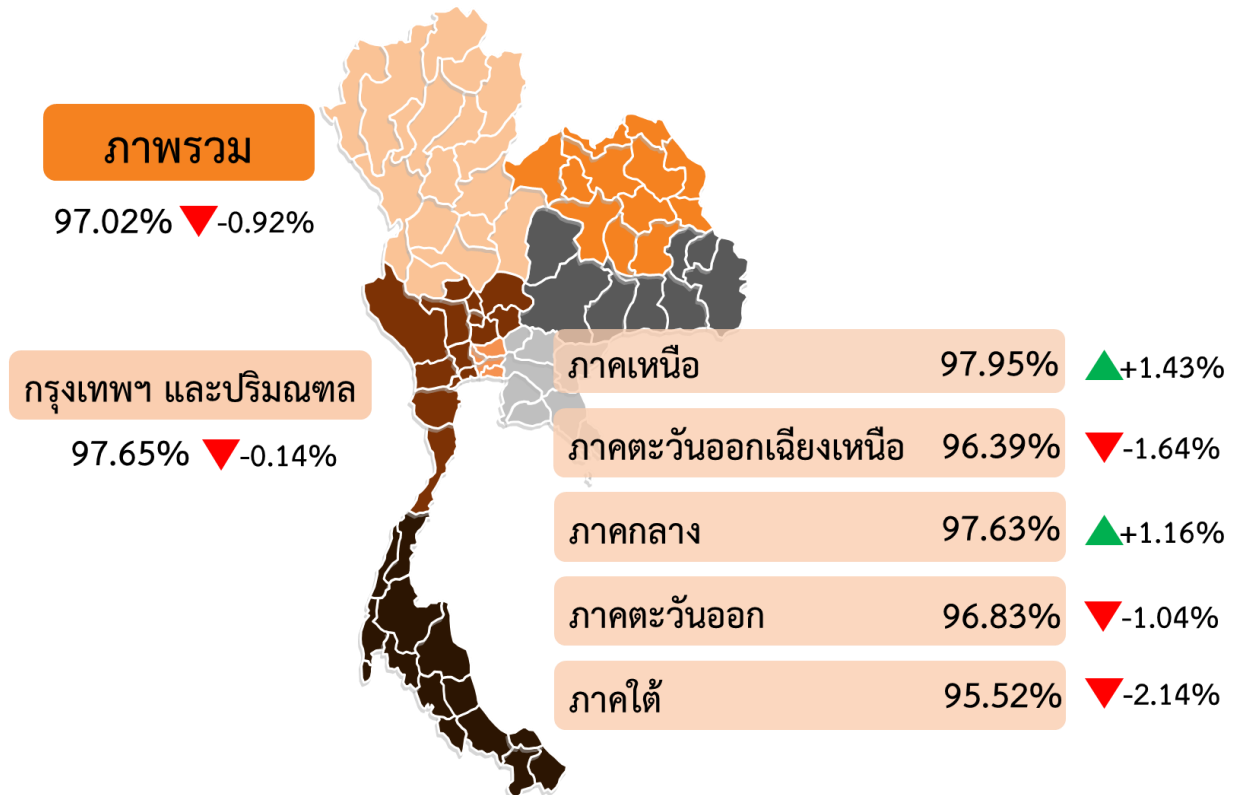 ภาพรวม
97.02% -0.92%
กรุงเทพฯ และปริมณฑล
97.65% -0.14%
ภาคเหนือ 97.95% +1.43%
ภาคตะวันออกเฉียงเหนือ 96.39% -1.64%
ภาคกลาง 97.63% +1.16%
ภาคตะวันออก 96.83% -1.04%
ภาคใต้ 95.52% -2.14%